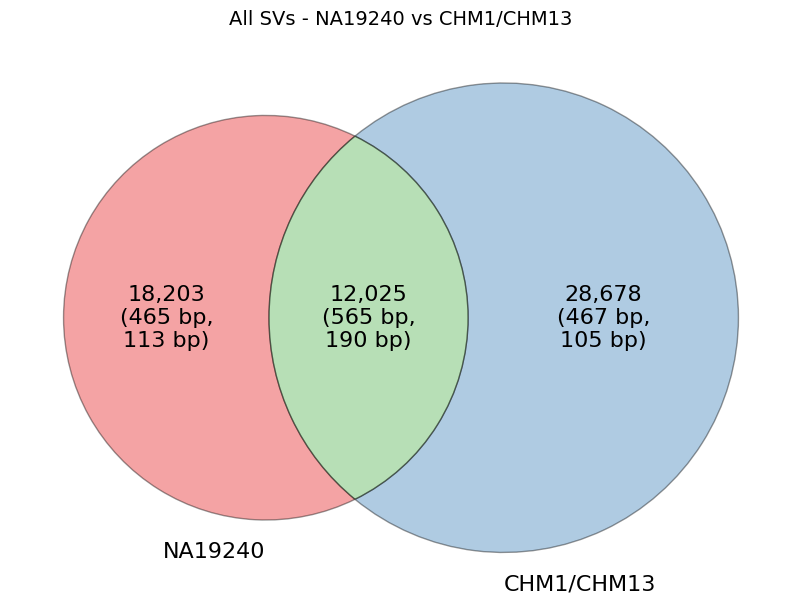 All SVs - NA19240 vs CHM1/CHM13
18,203
(465 bp,
113 bp)
12,025
(565 bp,
190 bp)
28,678
(467 bp,
105 bp)
NA19240
CHM1/CHM13